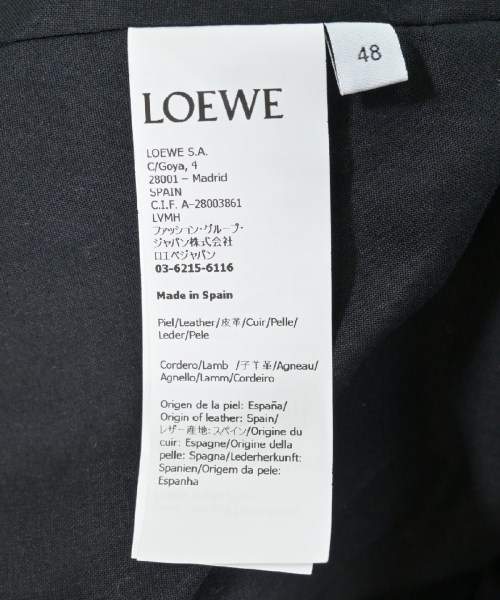 48
LOEWE
LOEWE S.A.
C/Goya, 4
28001 – Madrid
SPAIN
C.I.F. A-28003861
LVMH
ファッション・グループ・
ジャパン株式会社
ロエベジャパン
03-6215-6116
Made in Spain
Piel/Leather/皮革/Cuir/Pelle/
Leder/Pele
Cordero/Lamb /子羊革/Agneau/
Agnello/Lamm/Cordeiro
Origen de la piel: España/
Origin of leather: Spain/
レザー産地: スペイン/Origine du
cuir: Espagne/Origine della
pelle: Spagna/Lederherkunft:
Spanien/Origem da pele:
Espanha